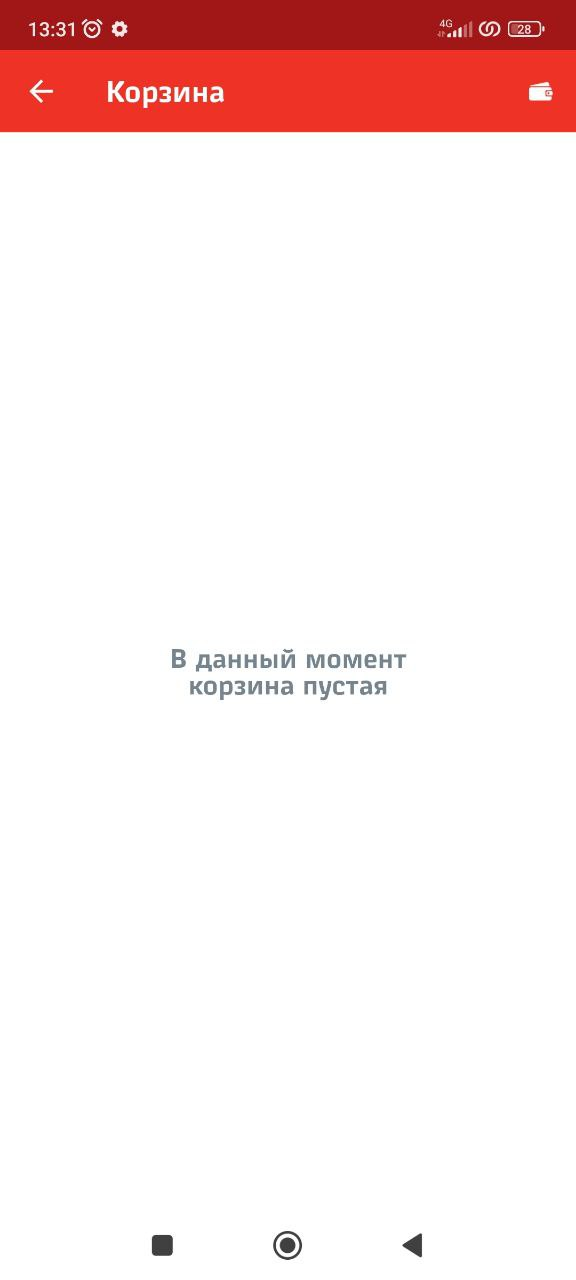 13:31
4G
28
Корзина
В данный момент
корзина пустая